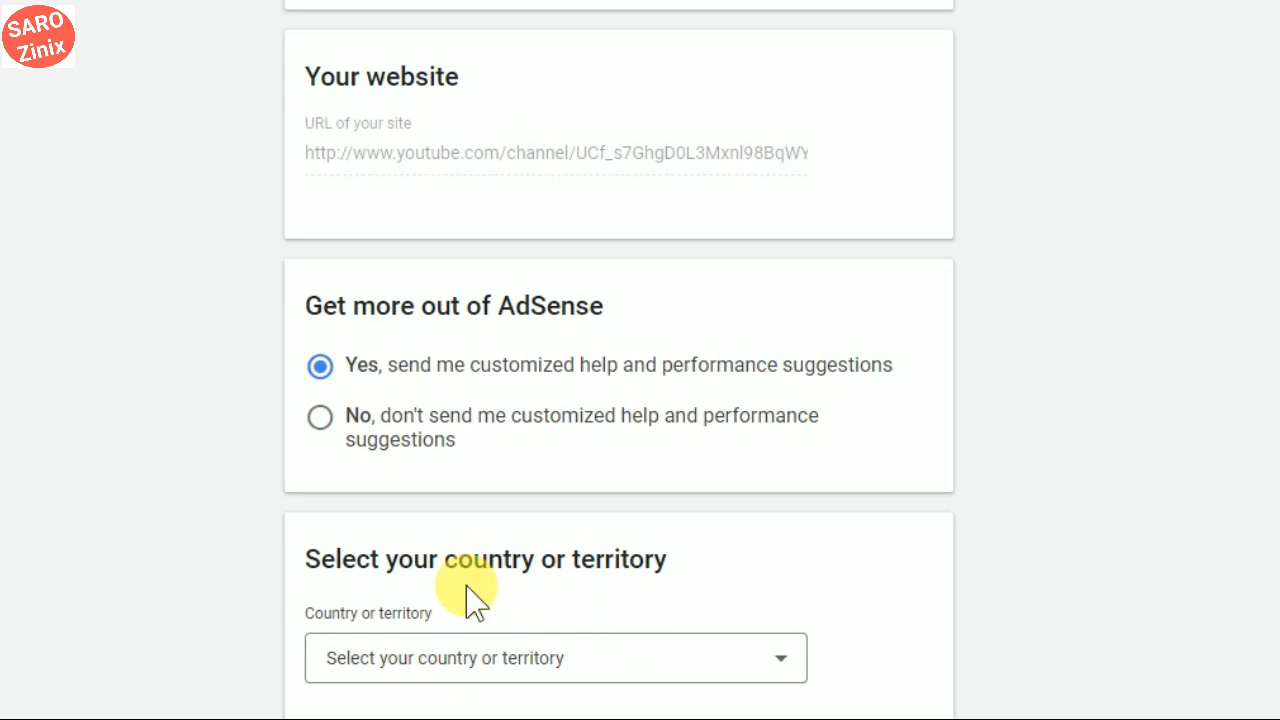 SARO
Zinix
Your website
URL of your site
http://www.youtube.com/channel/UCf_s7GhgD0L3Mxnl98BqWY
Get more out of AdSense
Yes, send me customized help and performance suggestions
No, don't send me customized help and performance
suggestions
Select your country or territory
Country or territory
Select your country or territory